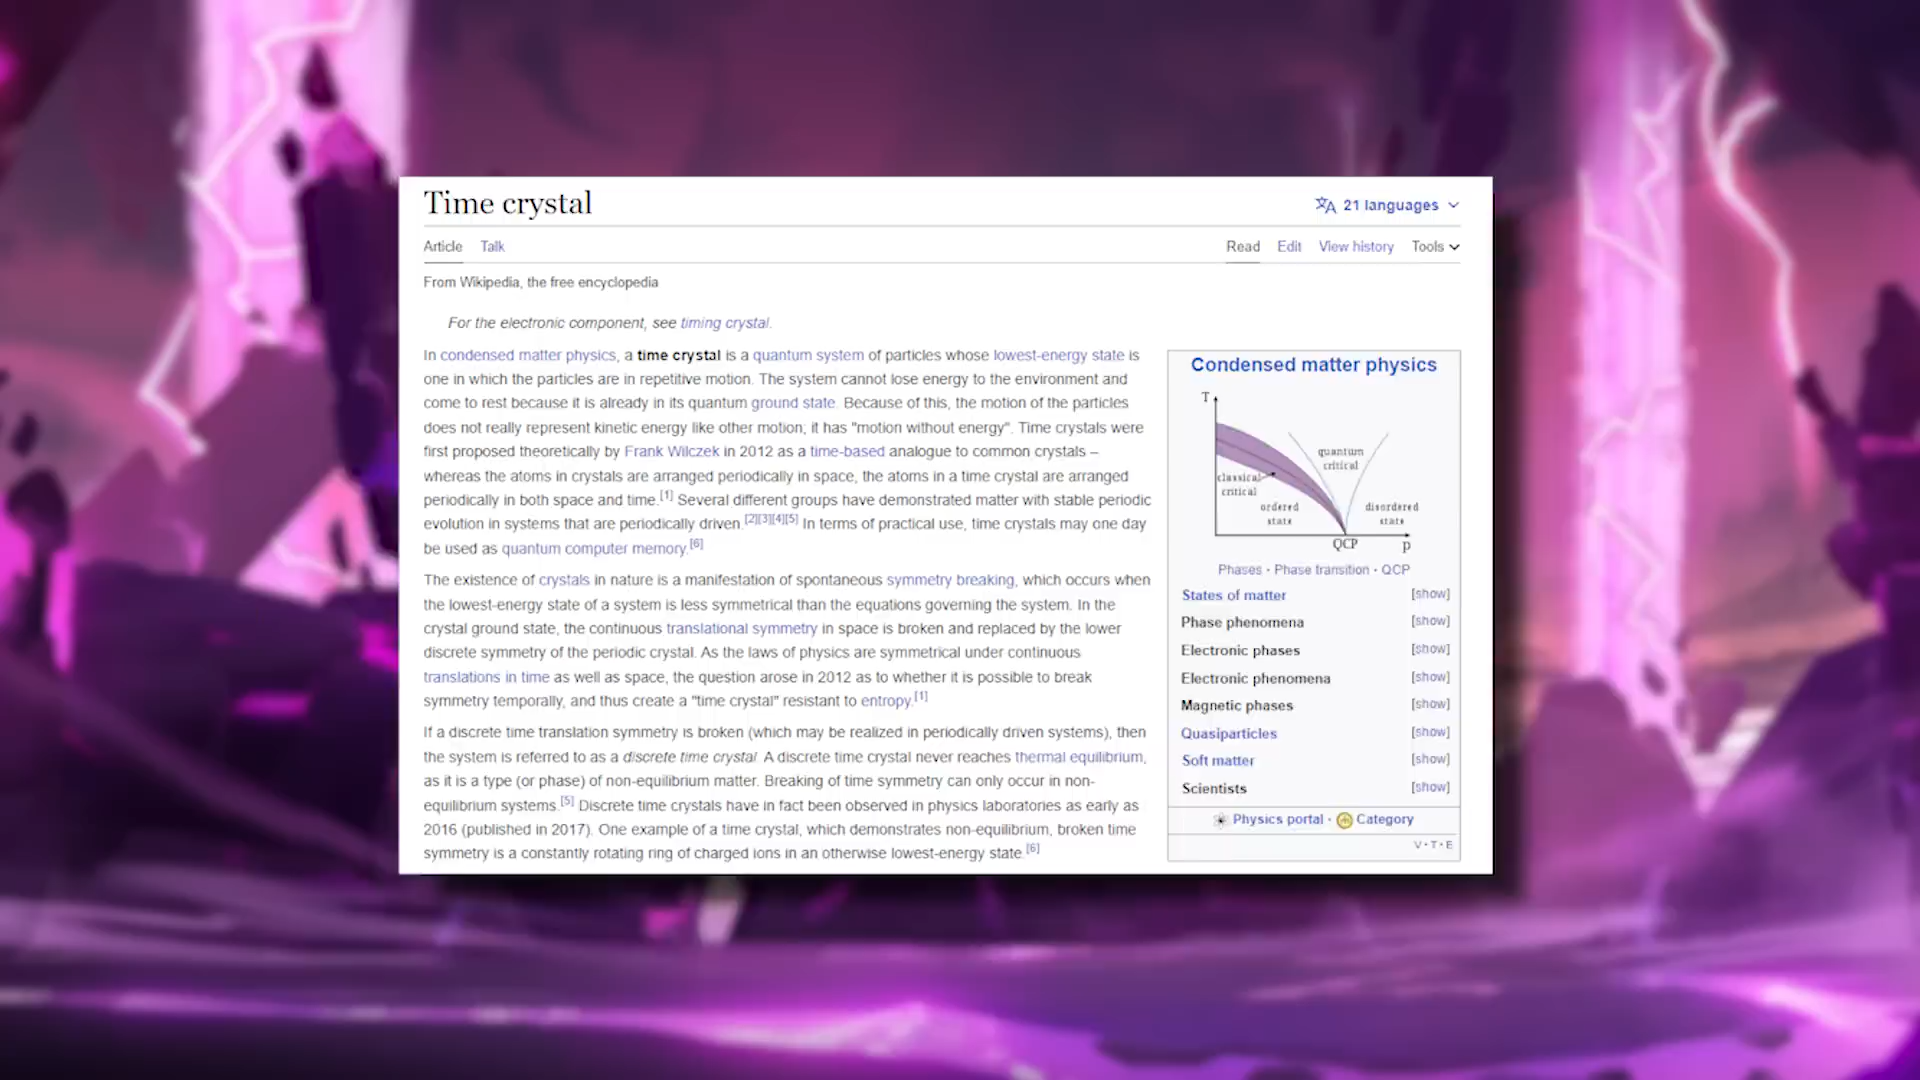 Time crystal
21 languages
Article Talk
Read Edit View history Tools
From Wikipedia, the free encyclopedia
For the electronic component, see timing crystal.
In condensed matter physics, a time crystal is a quantum system of particles whose lowest-energy state is
one in which the particles are in repetitive motion. The system cannot lose energy to the environment and
come to rest because it is already in its quantum ground state. Because of this, the motion of the particles
does not really represent kinetic energy like other motion; it has "motion without energy". Time crystals were
first proposed theoretically by Frank Wilczek in 2012 as a time-based analogue to common crystals –
whereas the atoms in crystals are arranged periodically in space, the atoms in a time crystal are arranged
periodically in both space and time.[1] Several different groups have demonstrated matter with stable periodic
evolution in systems that are periodically driven.[2][3][4][5] In terms of practical use, time crystals may one day
be used as quantum computer memory.[6]
The existence of crystals in nature is a manifestation of spontaneous symmetry breaking, which occurs when
the lowest-energy state of a system is less symmetrical than the equations governing the system. In the
crystal ground state, the continuous translational symmetry in space is broken and replaced by the lower
discrete symmetry of the periodic crystal. As the laws of physics are symmetrical under continuous
translations in time as well as space, the question arose in 2012 as to whether it is possible to break
symmetry temporally, and thus create a "time crystal" resistant to entropy.[1]
If a discrete time translation symmetry is broken (which may be realized in periodically driven systems), then
the system is referred to as a discrete time crystal. A discrete time crystal never reaches thermal equilibrium,
as it is a type (or phase) of non-equilibrium matter. Breaking of time symmetry can only occur in non-
equilibrium systems.[5] Discrete time crystals have in fact been observed in physics laboratories as early as
2016 (published in 2017). One example of a time crystal, which demonstrates non-equilibrium, broken time
symmetry is a constantly rotating ring of charged ions in an otherwise lowest-energy state.[6]
Condensed matter physics
T
quantum
critical
classical
critical
ordered
state
disordered
state
QCP
p
Phases · Phase transition · QCP
States of matter [show]
Phase phenomena [show]
Electronic phases [show]
Electronic phenomena [show]
Magnetic phases [show]
Quasiparticles [show]
Soft matter [show]
Scientists [show]
Physics portal · Category
V · T · E